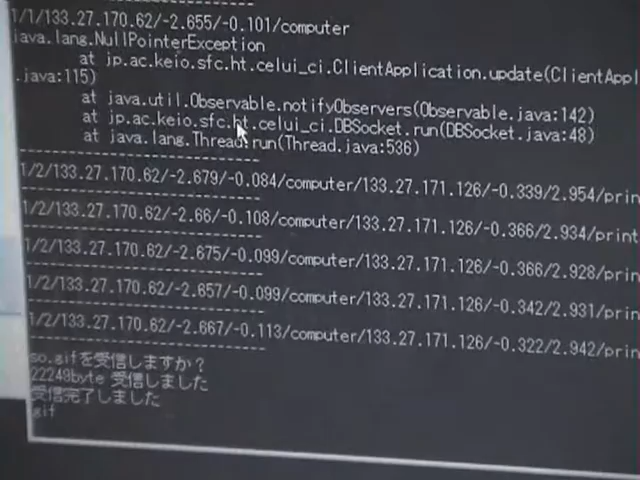 1/1/133.27.170.62/-2.655/-0.101/computer
java.lang.NullPointerException
at jp.ac.keio.sfc.ht.celui_ci.ClientApplication.update(ClientAppl
.java:115)
at java.util.Observable.notifyObservers(Observable.java:142)
at jp.ac.keio.sfc.ht.celui_ci.DBSocket.run(DBSocket.java:48)
at java.lang.Thread.run(Thread.java:536)
------------------------------
1/2/133.27.170.62/-2.679/-0.084/computer/133.27.171.126/-0.339/2.954/prin
------------------------------
1/2/133.27.170.62/-2.66/-0.108/computer/133.27.171.126/-0.366/2.934/print
------------------------------
1/2/133.27.170.62/-2.675/-0.099/computer/133.27.171.126/-0.366/2.928/prin
------------------------------
1/2/133.27.170.62/-2.657/-0.099/computer/133.27.171.126/-0.342/2.931/prin
------------------------------
1/2/133.27.170.62/-2.667/-0.113/computer/133.27.171.126/-0.322/2.942/prin
------------------------------
so.gifを受信しますか？
22249byte 受信しました
受信完了しました
gif